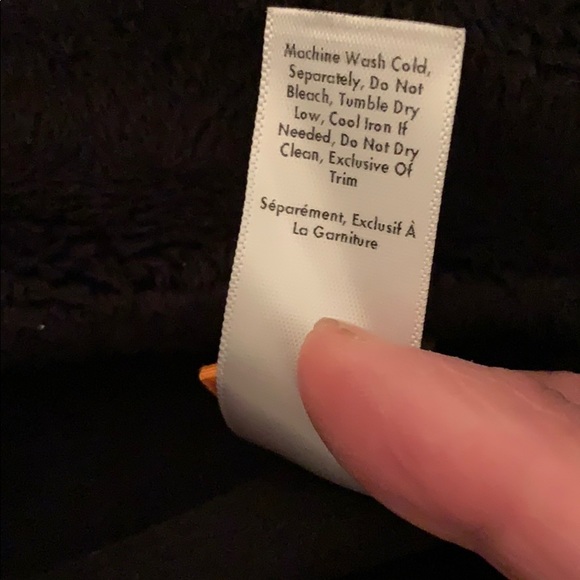 Machine Wash Cold,
Separately, Do Not
Bleach, Tumble Dry
Low, Cool Iron If
Needed, Do Not Dry
Clean, Exclusive Of
Trim
Séparément, Exclusif À
La Garniture